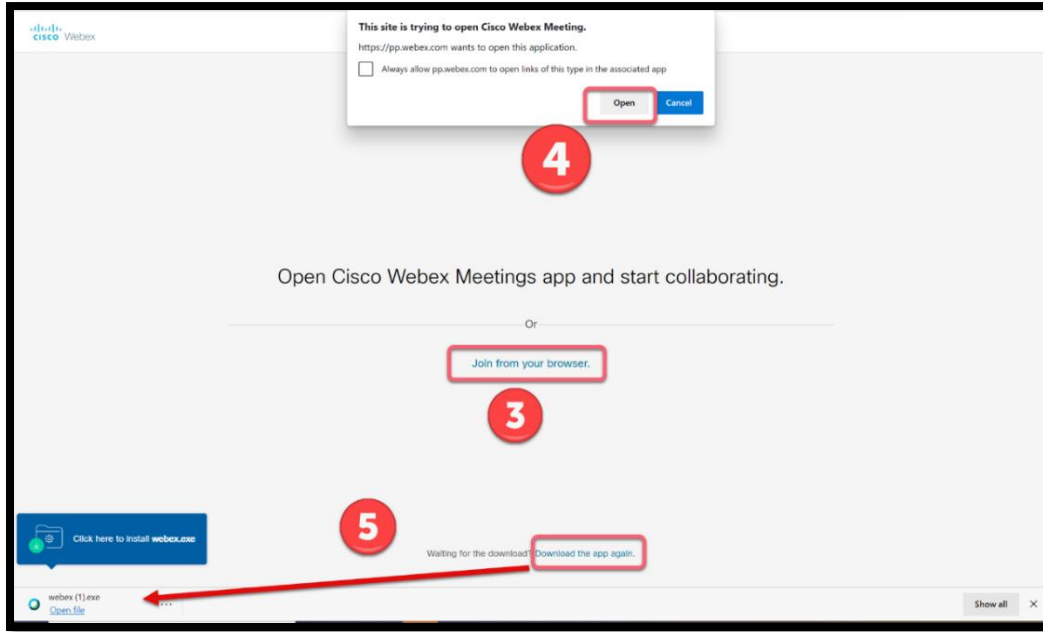 CISCO Webex
This site is trying to open Cisco Webex Meeting.
https://pp.webex.com wants to open this application.
Always allow pp.webex.com to open links of this type in the associated app
Open Cancel
4
Open Cisco Webex Meetings app and start collaborating.
Or
Join from your browser.
3
Click here to install webex.exe
5
Waiting for the download? Download the app again.
webex (1).exe
Open file
...
Show all